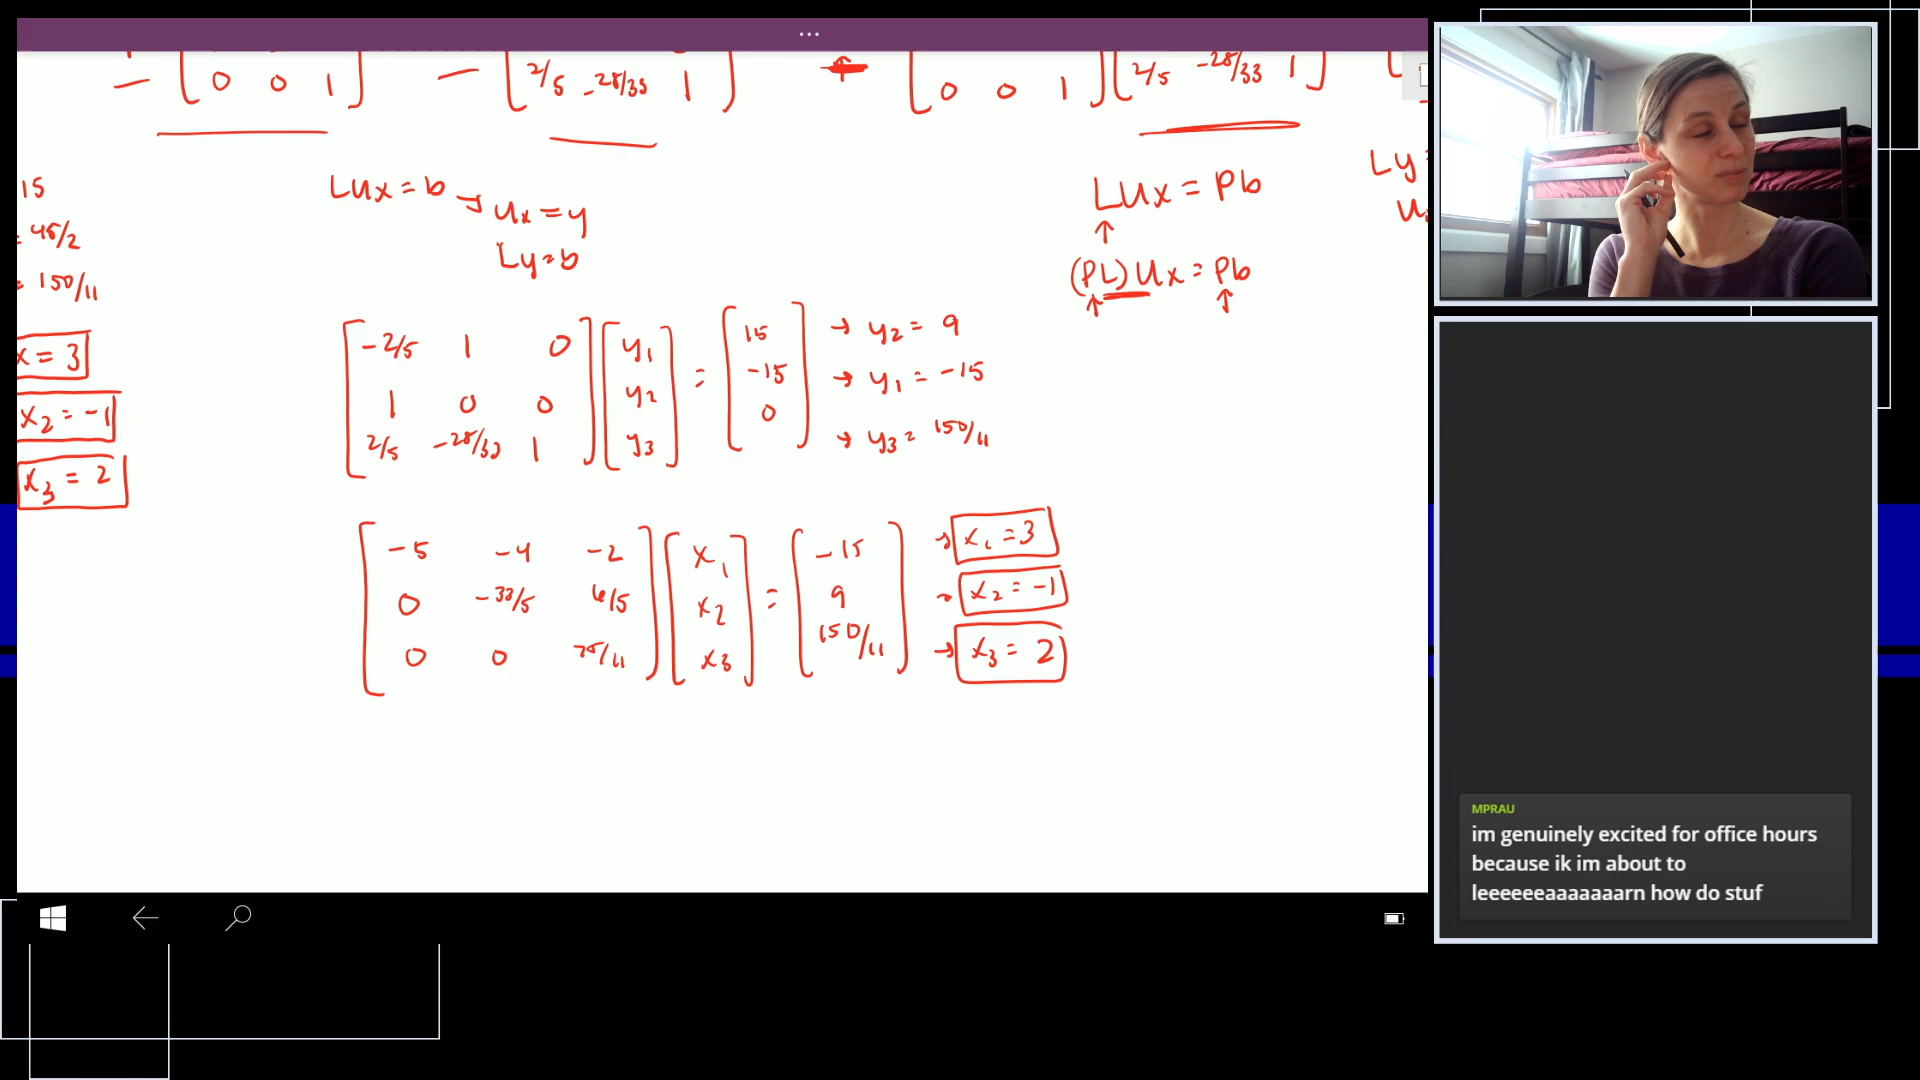 0 0 1
2/5 -28/33 1
0 0 1
2/5 -28/33 1
15
= 45/2
= 150/11
x = 3
x2 = -1
x3 = 2
LUx = b → Ux = y
Ly = b
LUx = Pb
(PL) Ux = Pb
Ly
U
-2/5 1 0 y1 = 15 → y2 = 9
1 0 0 y2 -15 → y1 = -15
2/5 -28/33 1 y3 0 → y3 = 150/11
-5 -4 -2 x1 = -15 → x1 = 3
0 -33/5 6/5 x2 9 → x2 = -1
0 0 75/11 x3 150/11 → x3 = 2
MPRAU
im genuinely excited for office hours
because ik im about to
leeeeeeaaaaaaarn how do stuf